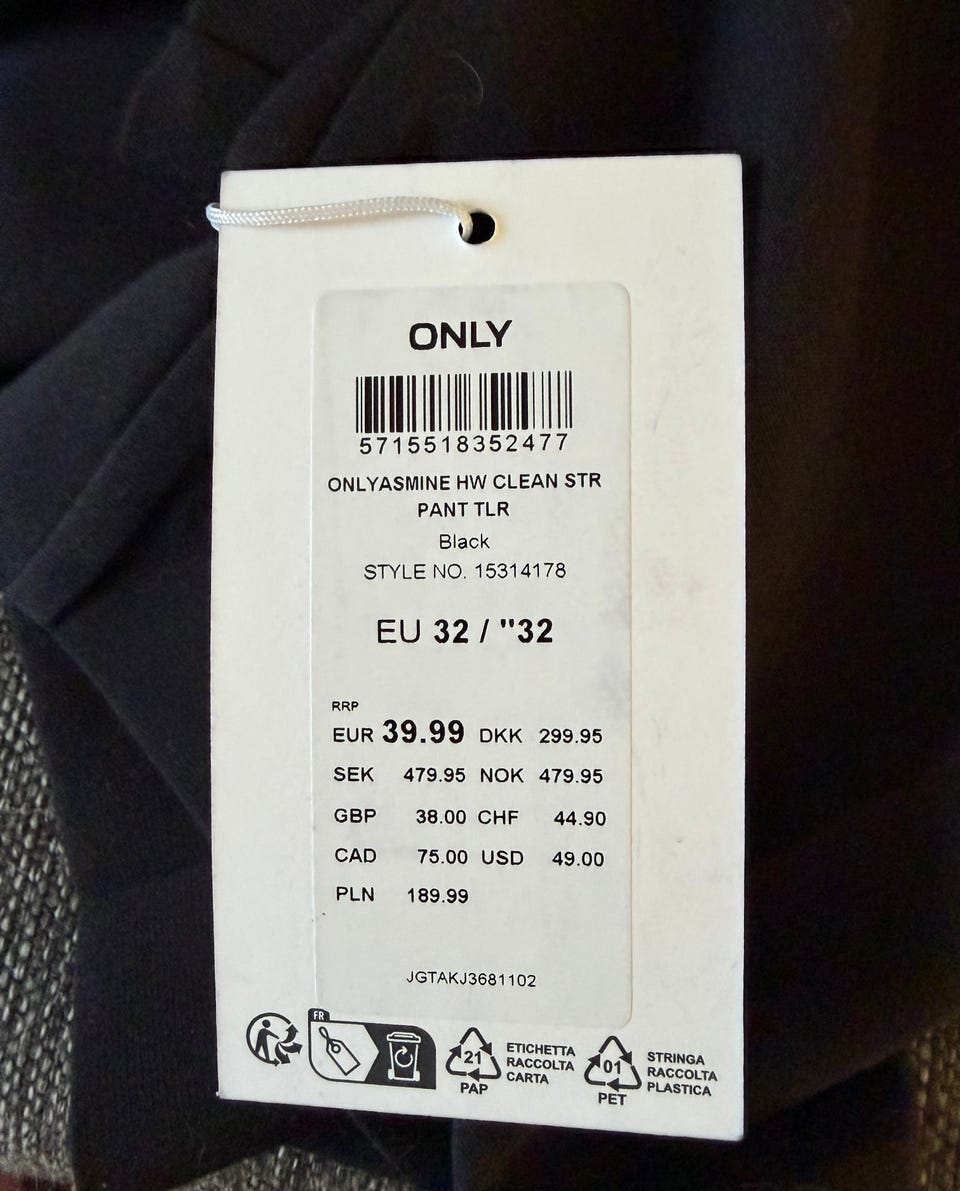 ONLY
5715518352477
ONLYASMINE HW CLEAN STR
PANT TLR
Black
STYLE NO. 15314178
EU 32 / "32
RRP
EUR 39.99 DKK 299.95
SEK 479.95 NOK 479.95
GBP 38.00 CHF 44.90
CAD 75.00 USD 49.00
PLN 189.99
JGTAKJ3681102
FR
21
PAP
ETICHETTA
RACCOLTA
CARTA
01
PET
STRINGA
RACCOLTA
PLASTICA